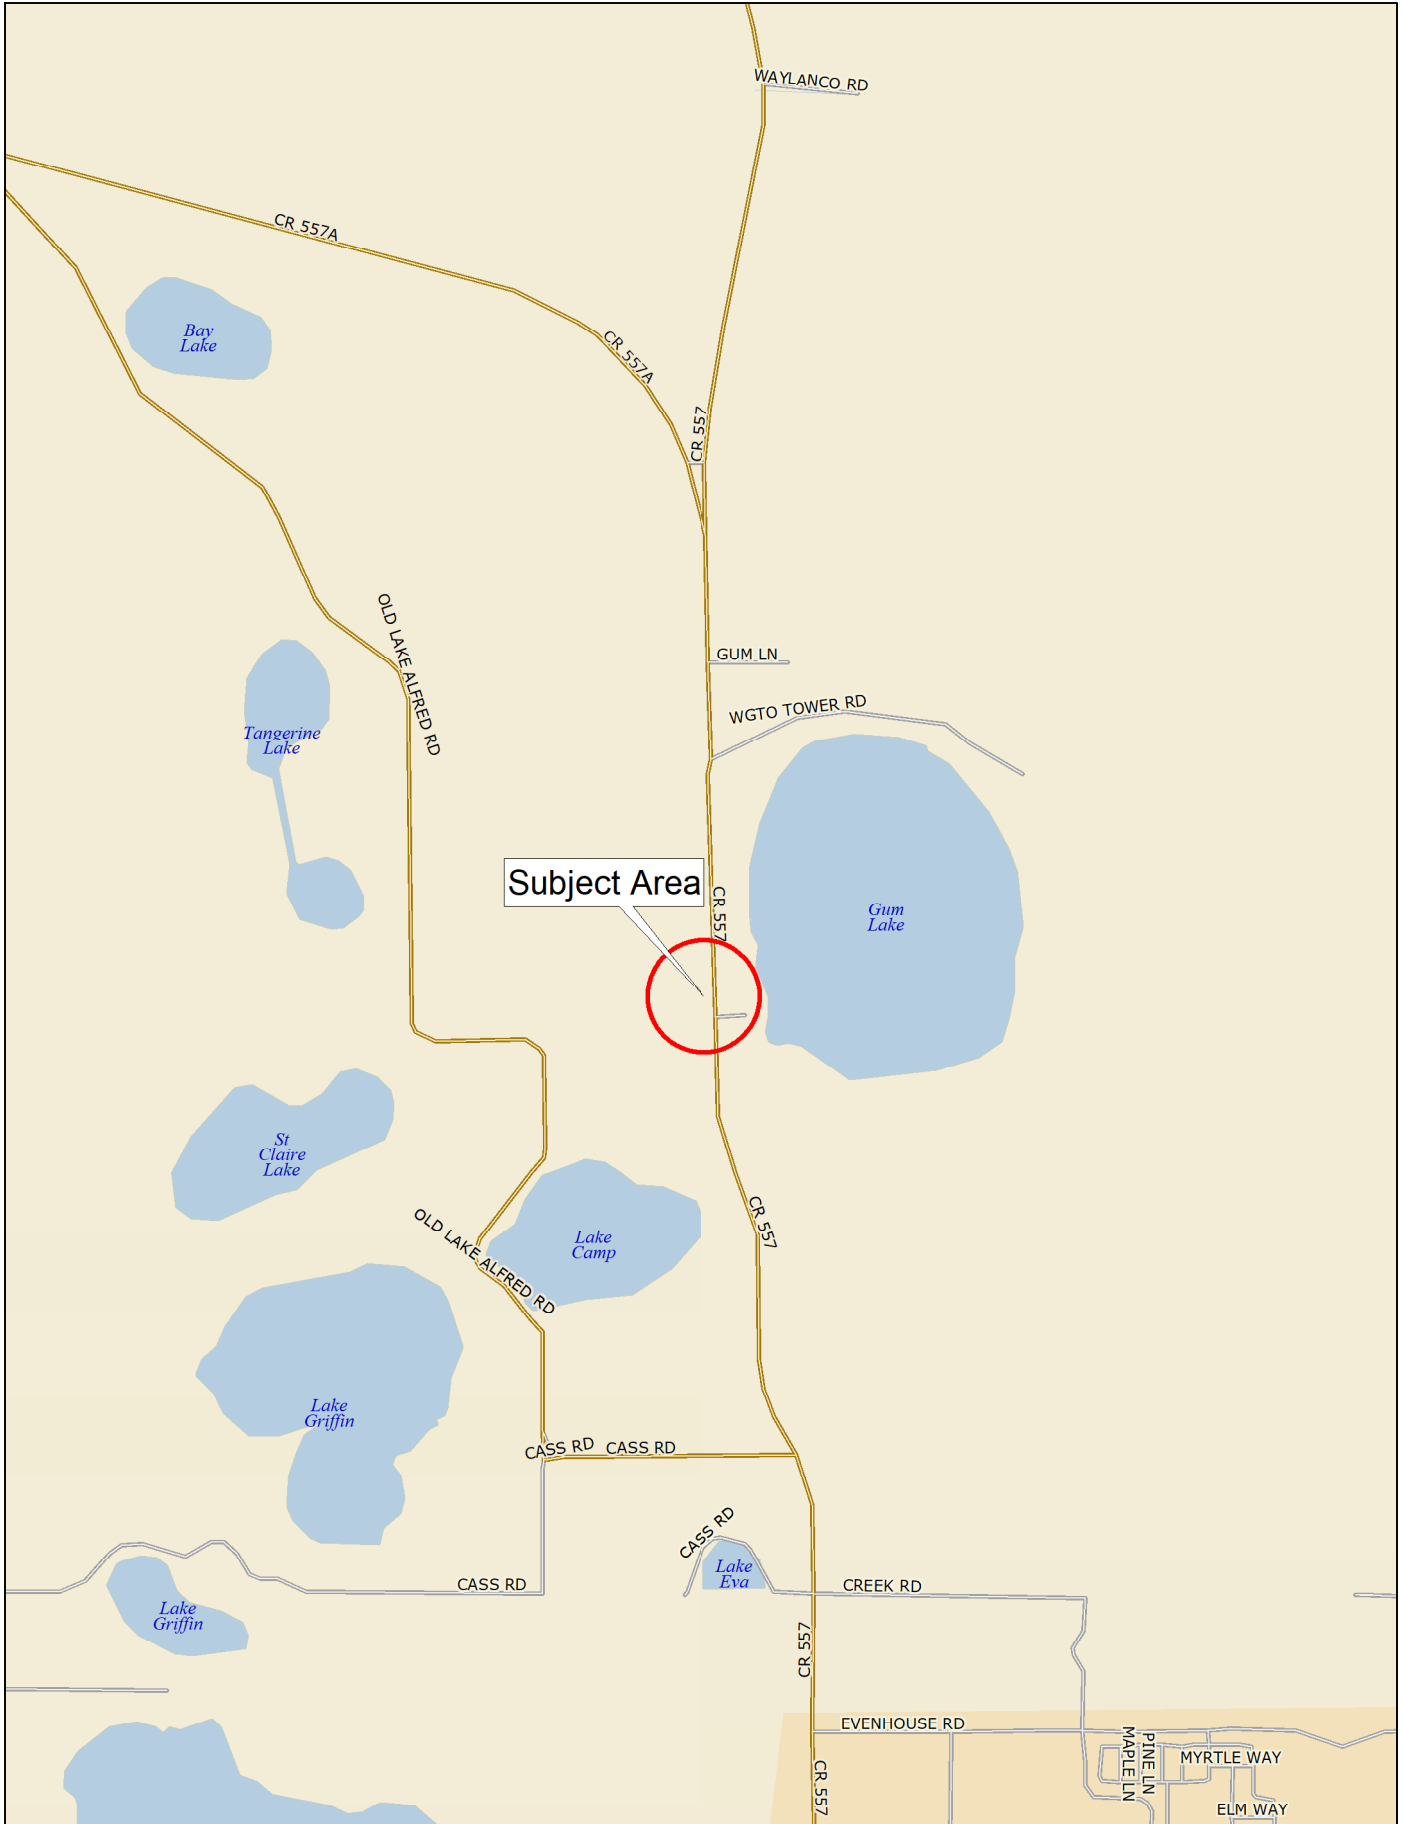 WAYLANCO RD
CR 557A
Bay
Lake
CR 557A
CR 557
OLD LAKE ALFRED RD
GUM LN
WGTO TOWER RD
Tangerine
Lake
Subject Area
CR 557
Gum
Lake
St
Claire
Lake
CR 557
OLD LAKE ALFRED RD
Lake
Camp
Lake
Griffin
CASS RD
CASS RD
CASS RD
Lake
Eva
CASS RD
CREEK RD
Lake
Griffin
CR 557
EVENHOUSE RD
MAPLE LN
PINE LN
MYRTLE WAY
CR 557
ELM WAY